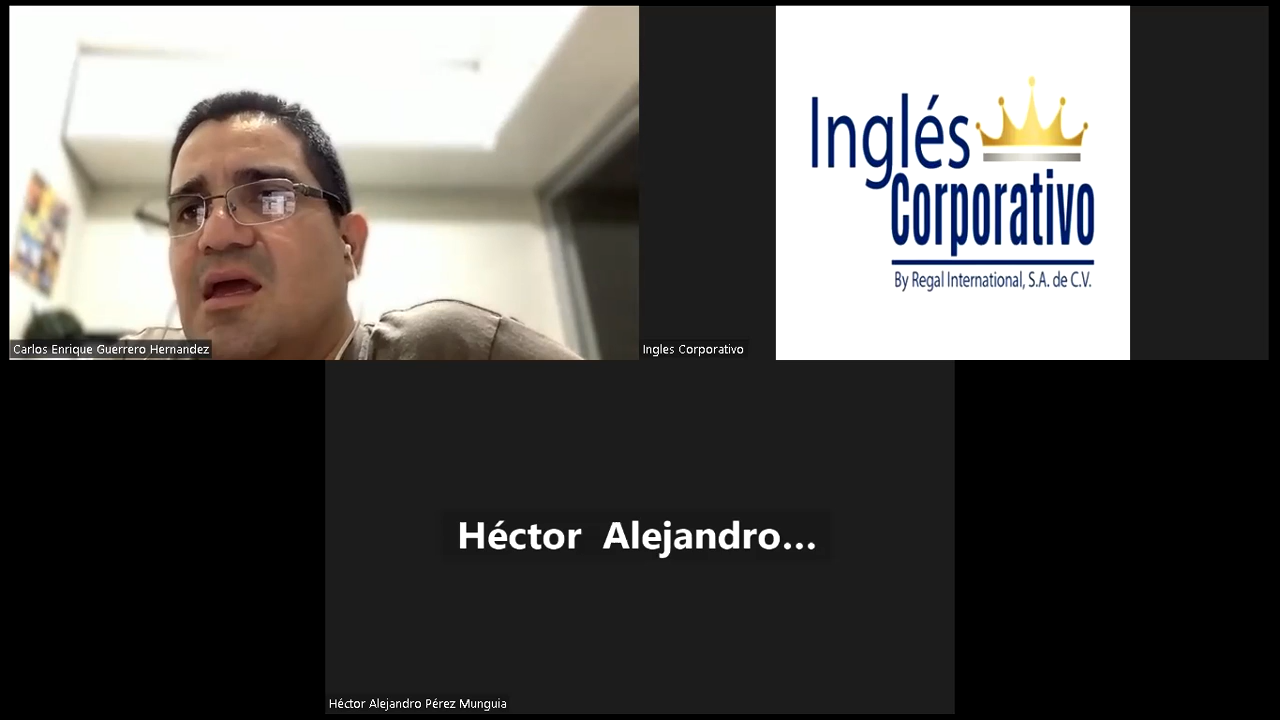 Inglés
Corporativo
By Regal International, S.A. de C.V.
Carlos Enrique Guerrero Hernandez
Ingles Corporativo
Héctor Alejandro...
Héctor Alejandro Pérez Munguia